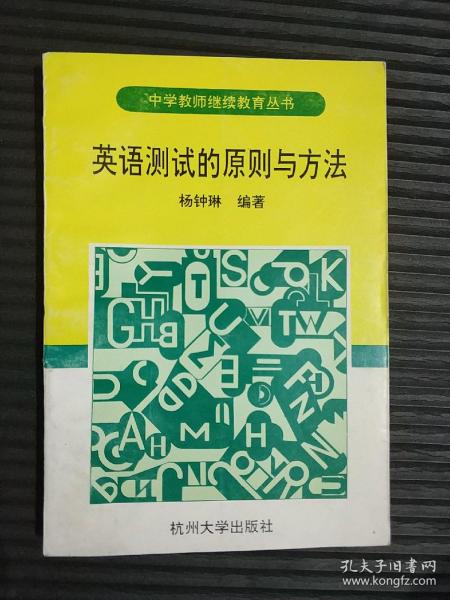 中学教师继续教育丛书
英语测试的原则与方法
杨钟琳 编著
杭州大学出版社
孔夫子旧书网
www.kongfz.com